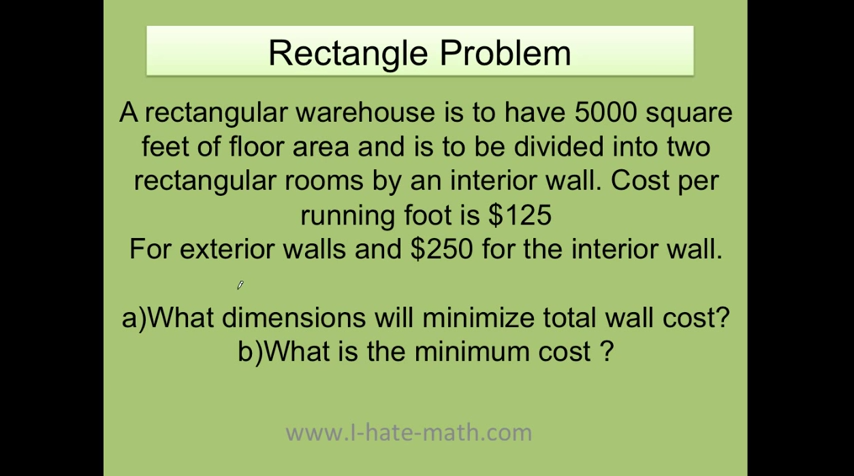 Rectangle Problem
A rectangular warehouse is to have 5000 square
feet of floor area and is to be divided into two
rectangular rooms by an interior wall. Cost per
running foot is $125
For exterior walls and $250 for the interior wall.
a)What dimensions will minimize total wall cost?
b)What is the minimum cost ?
www.I-hate-math.com